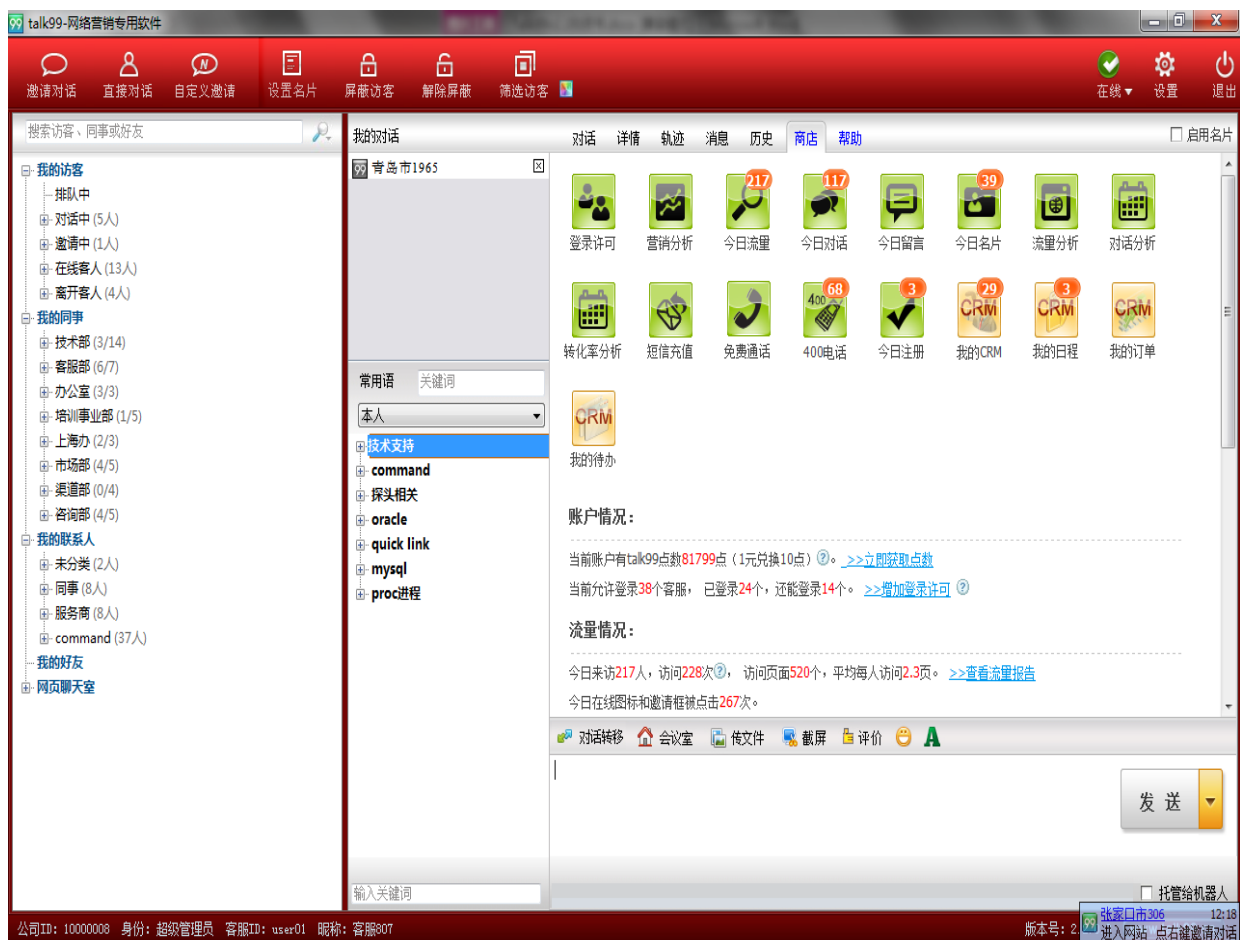 talk99-网络营销专用软件
邀请对话 直接对话 自定义邀请 设置名片 屏蔽访客 解除屏蔽 筛选访客 在线 设置 退出
搜索访客、同事或好友
我的访客
排队中
对话中 (5人)
邀请中 (1人)
在线客人 (13人)
离开客人 (4人)
我的同事
技术部 (3/14)
客服部 (6/7)
办公室 (3/3)
培训事业部 (1/5)
上海办 (2/3)
市场部 (4/5)
渠道部 (0/4)
咨询部 (4/5)
我的联系人
未分类 (2人)
同事 (8人)
服务商 (8人)
command (37人)
我的好友
网页聊天室
我的对话
99 青岛市1965
常用语 关键词
本人
技术支持
command
探头相关
oracle
quick link
mysql
proc进程
输入关键词
对话 详情 轨迹 消息 历史 商店 帮助 启用名片
217 117 39
登录许可 营销分析 今日流量 今日对话 今日留言 今日名片 流量分析 对话分析
400 68 3 CRM 29 CRM 3 CRM
转化率分析 短信充值 免费通话 400电话 今日注册 我的CRM 我的日程 我的订单
CRM
我的待办
账户情况：
当前账户有talk99点数81799点（1元兑换10点）?。 >>立即获取点数
当前允许登录38个客服， 已登录24个，还能登录14个。 >>增加登录许可 ?
流量情况：
今日来访217人，访问228次?， 访问页面520个，平均每人访问2.3页。 >>查看流量报告
今日在线图标和邀请框被点击267次。
对话转移 会议室 传文件 截屏 评价 A
发 送
托管给机器人
公司ID: 10000008 身份: 超级管理员 客服ID: user01 昵称: 客服807 版本号: 2.
99 张家口市306 12:18
进入网站 点右键邀请对话